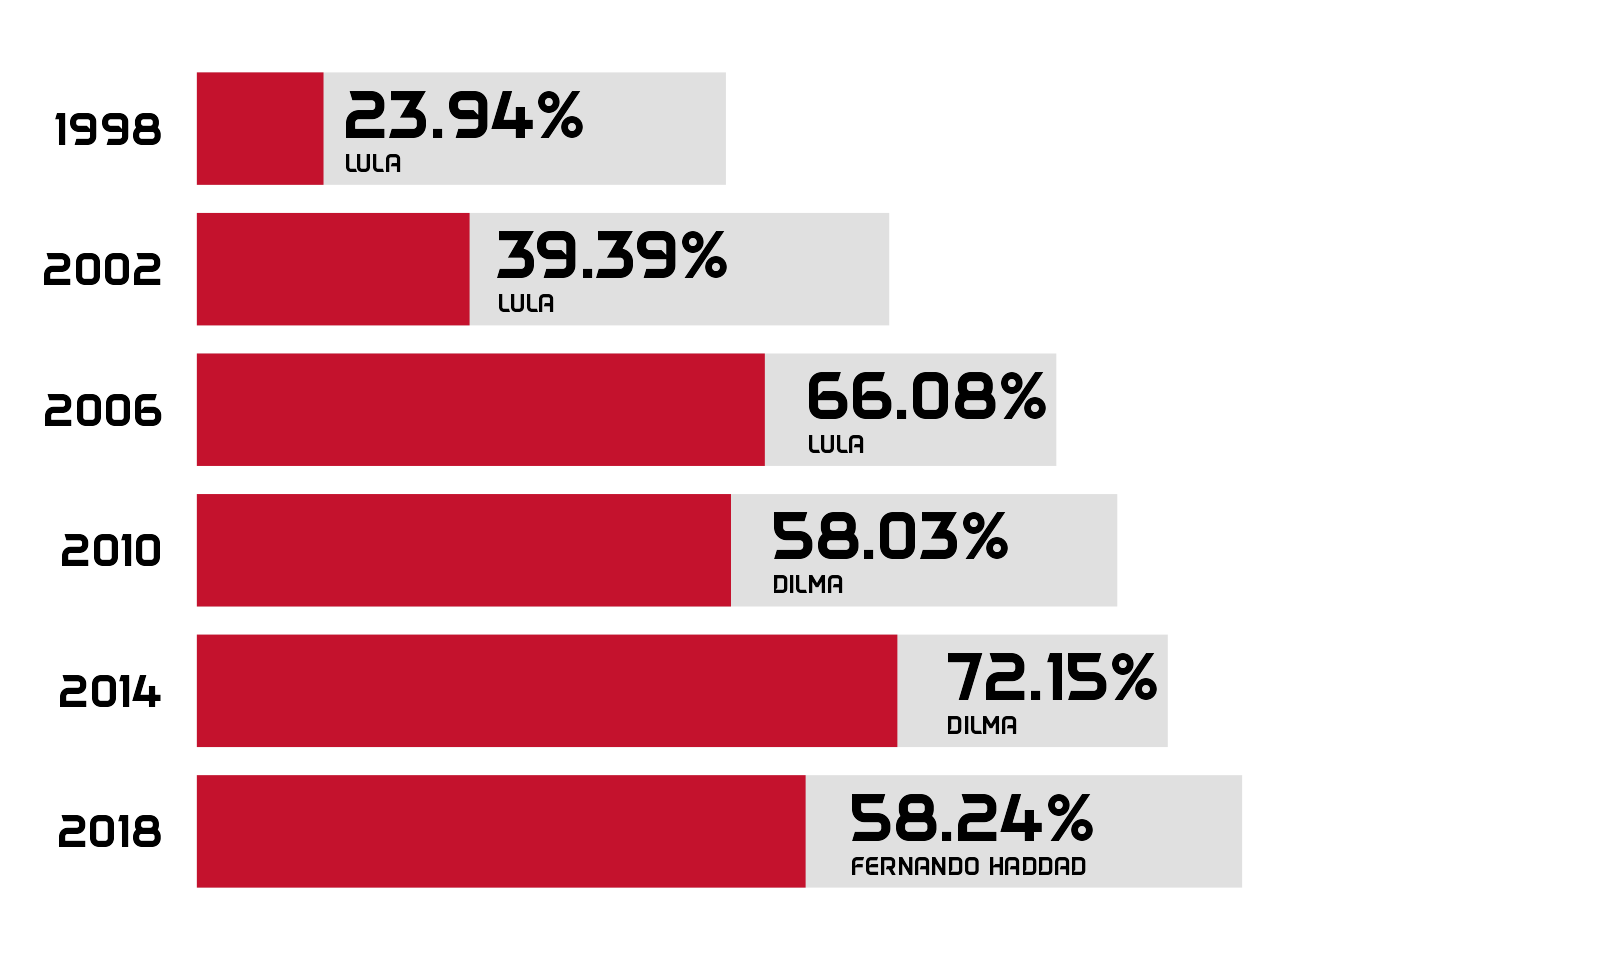 1998
23.94%
LULA
2002
39.39%
LULA
2006
66.08%
LULA
2010
58.03%
DILMA
2014
72.15%
DILMA
2018
58.24%
FERNANDO HADDAD